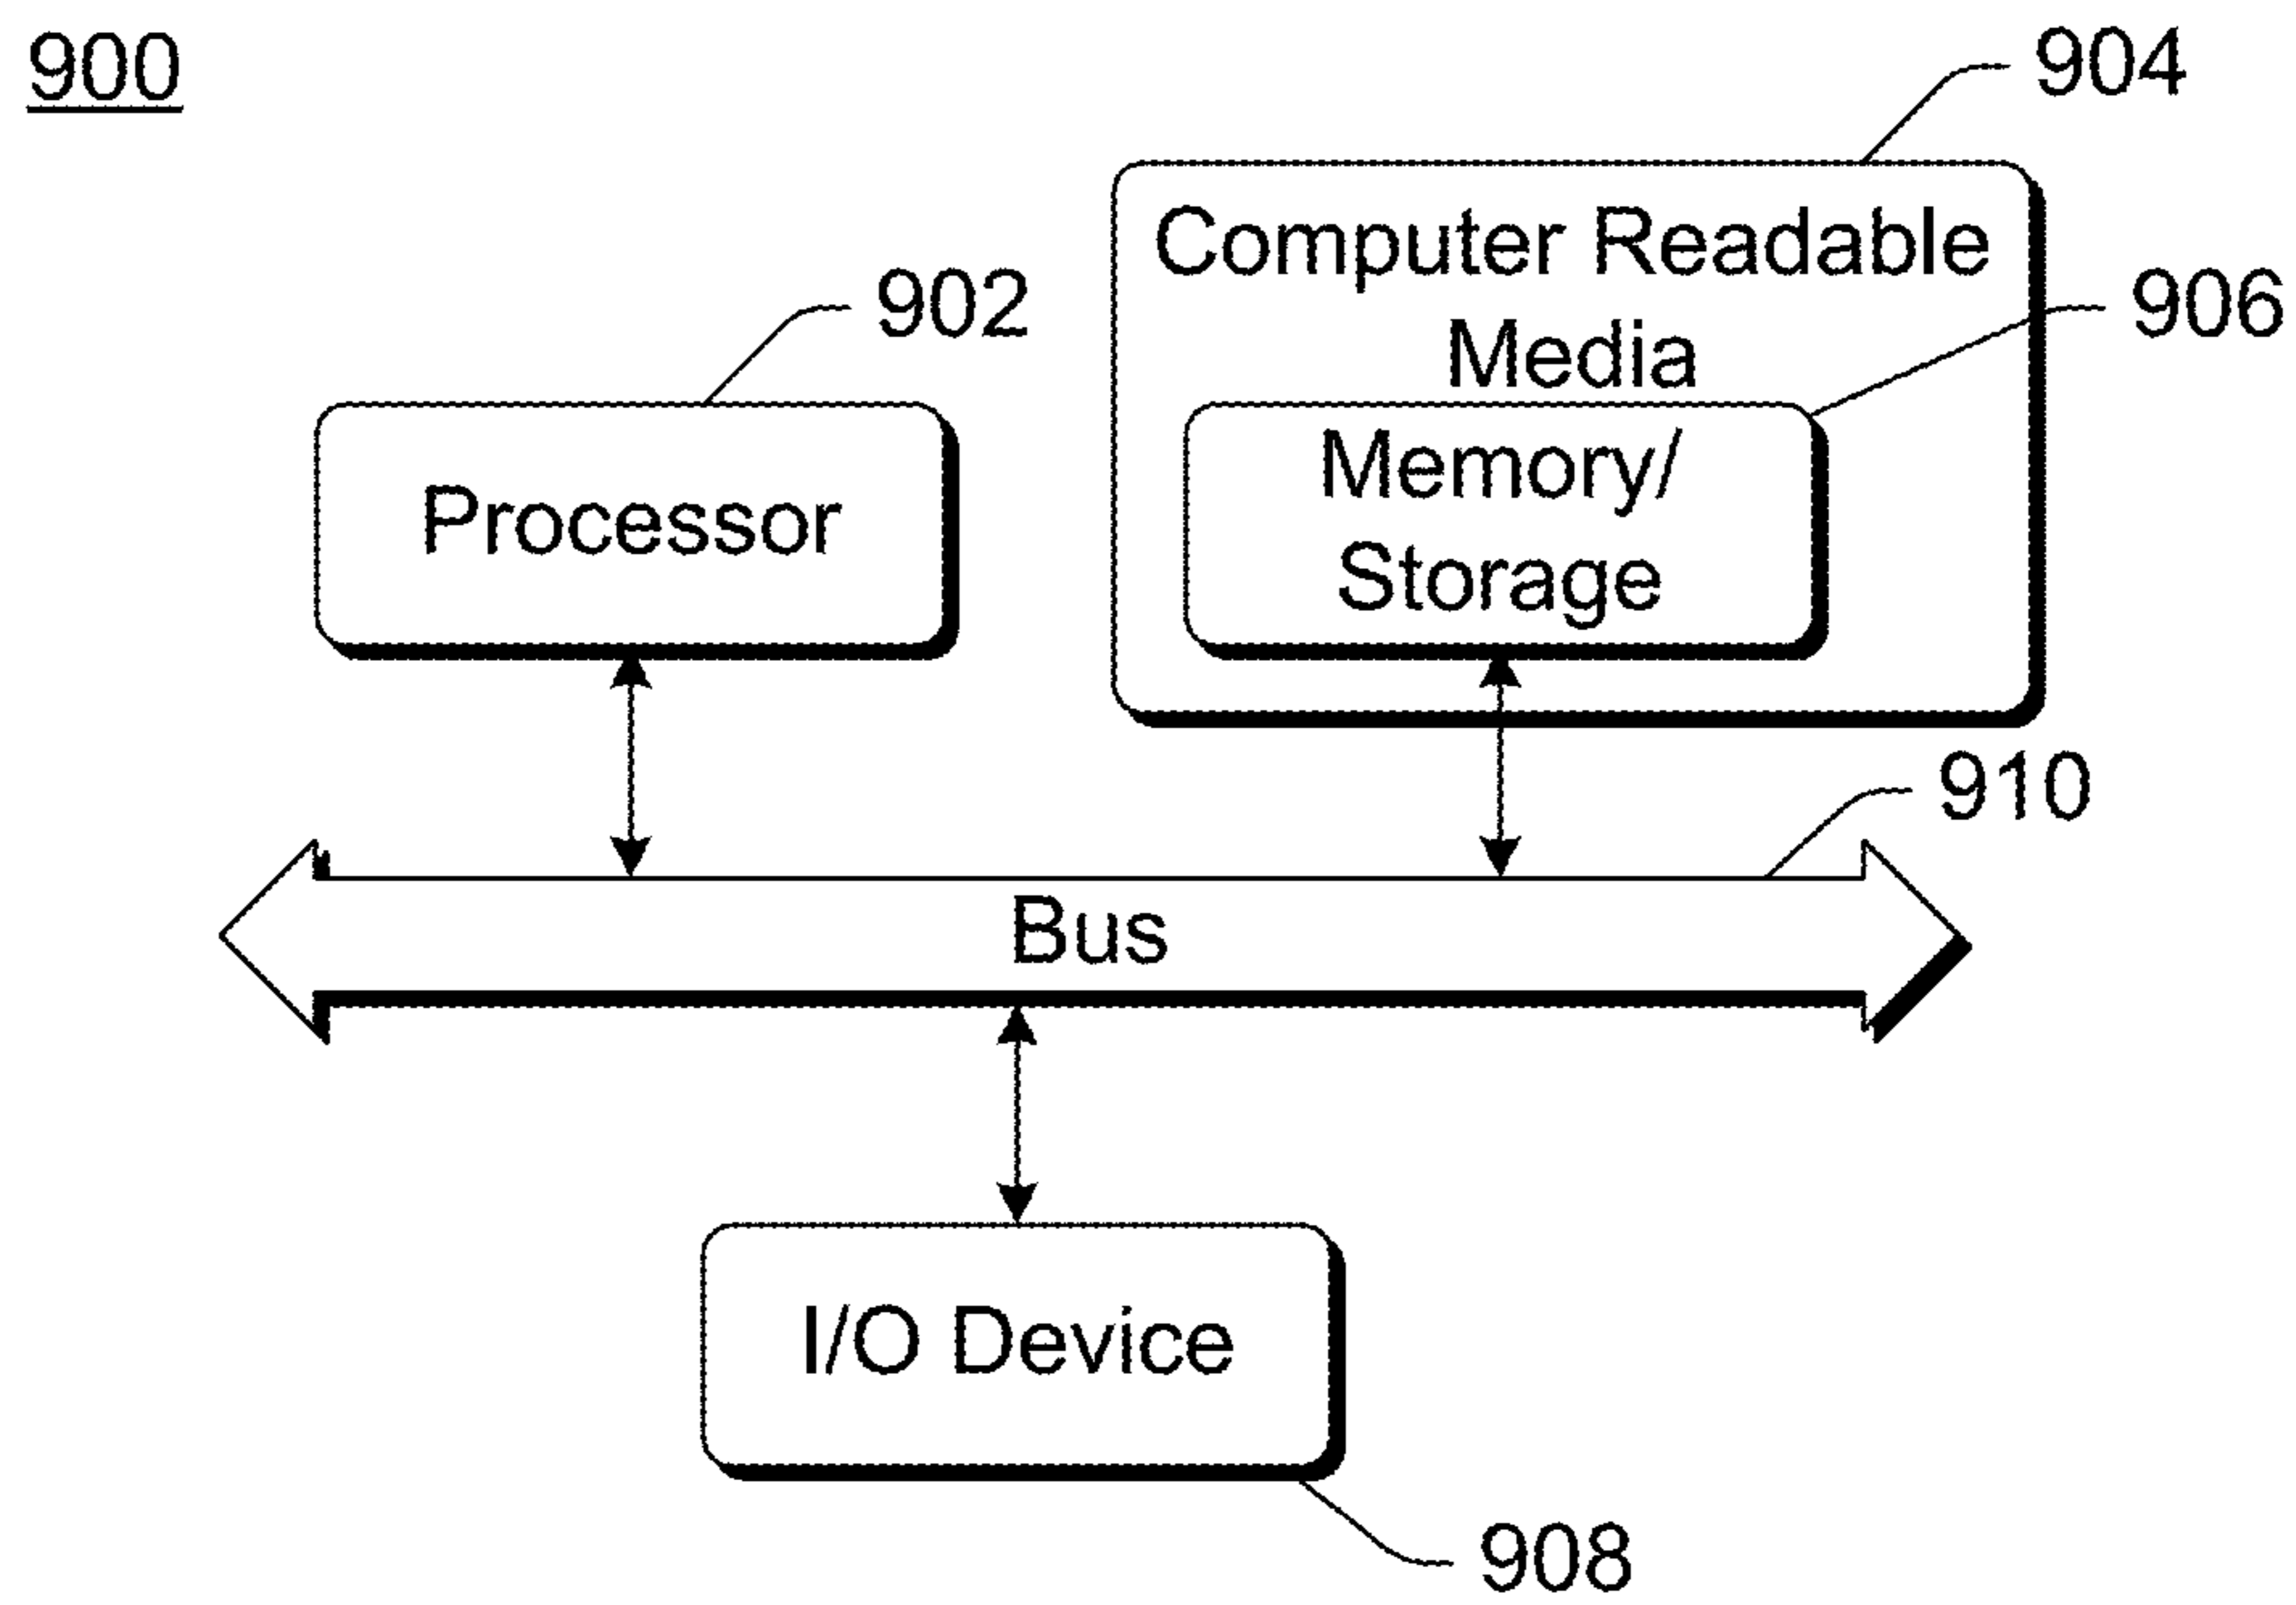 900
904
Computer Readable
902
906
Media
Memory/
Processor
Storage
910
Bus
I/O Device
908